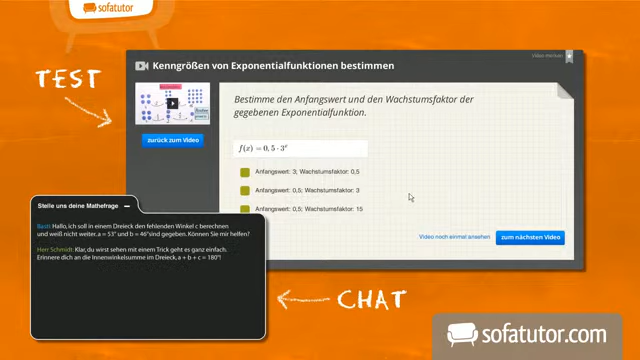 sofatutor
Video merken
Kenngrößen von Exponentialfunktionen bestimmen
TEST
Bestimme den Anfangswert und den Wachstumsfaktor der
gegebenen Exponentialfunktion.
zurück zum Video
f(x) = 0,5 · 3ˣ
Anfangswert: 3; Wachstumsfaktor: 0,5
Anfangswert: 0,5; Wachstumsfaktor: 3
Anfangswert: 0,5; Wachstumsfaktor: 15
Video noch einmal ansehen
zum nächsten Video
Stelle uns deine Mathefrage
Basti: Hallo, ich soll in einem Dreieck den fehlenden Winkel c berechnen
und weiß nicht weiter. a = 53° und b = 46° sind gegeben. Können Sie mir helfen?
Herr Schmidt: Klar, du wirst sehen mit einem Trick geht es ganz einfach.
Erinnere dich an die Innenwinkelsumme im Dreieck, a + b + c = 180°!
CHAT
sofatutor.com